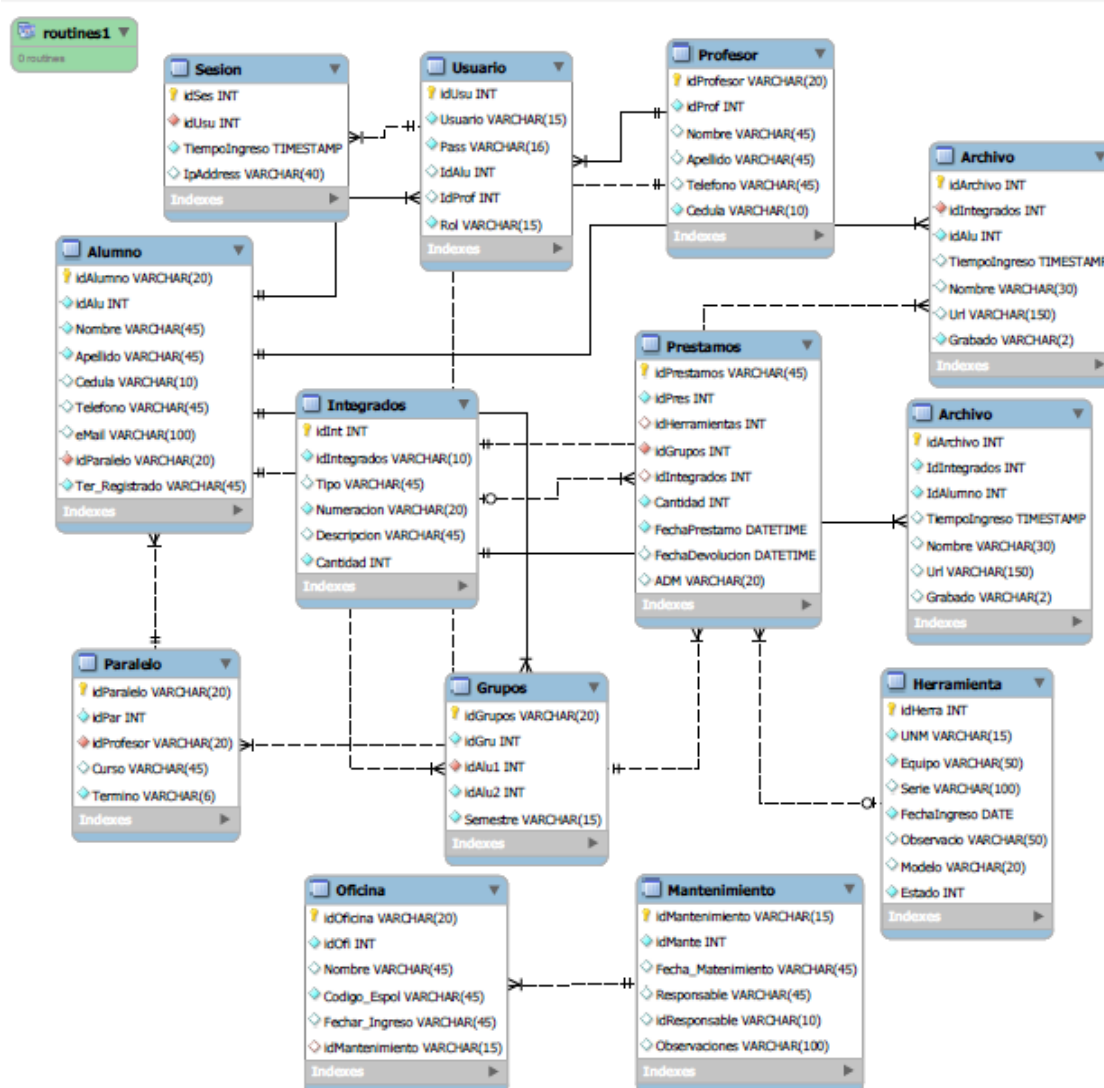 routines1
0 routines
Sesion
idSes INT
idUsu INT
TiempoIngreso TIMESTAMP
IpAddress VARCHAR(40)
Indexes
Usuario
idUsu INT
Usuario VARCHAR(15)
Pass VARCHAR(16)
IdAlu INT
IdProf INT
Rol VARCHAR(15)
Indexes
Profesor
idProfesor VARCHAR(20)
idProf INT
Nombre VARCHAR(45)
Apellido VARCHAR(45)
Telefono VARCHAR(45)
Cedula VARCHAR(10)
Indexes
Archivo
idArchivo INT
idIntegrados INT
idAlu INT
TiempoIngreso TIMESTAMP
Nombre VARCHAR(30)
Url VARCHAR(150)
Grabado VARCHAR(2)
Indexes
Alumno
idAlumno VARCHAR(20)
idAlu INT
Nombre VARCHAR(45)
Apellido VARCHAR(45)
Cedula VARCHAR(10)
Telefono VARCHAR(45)
eMail VARCHAR(100)
idParalelo VARCHAR(20)
Ter_Registrado VARCHAR(45)
Indexes
Integrados
idInt INT
idIntegrados VARCHAR(10)
Tipo VARCHAR(45)
Numeracion VARCHAR(20)
Descripcion VARCHAR(45)
Cantidad INT
Indexes
Prestamos
idPrestamos VARCHAR(45)
idPres INT
idHerramientas INT
idGrupos INT
idIntegrados INT
Cantidad INT
FechaPrestamo DATETIME
FechaDevolucion DATETIME
ADM VARCHAR(20)
Indexes
Archivo
idArchivo INT
IdIntegrados INT
IdAlumno INT
TiempoIngreso TIMESTAMP
Nombre VARCHAR(30)
Url VARCHAR(150)
Grabado VARCHAR(2)
Indexes
Paralelo
idParalelo VARCHAR(20)
idPar INT
idProfesor VARCHAR(20)
Curso VARCHAR(45)
Termino VARCHAR(6)
Indexes
Grupos
idGrupos VARCHAR(20)
idGru INT
idAlu1 INT
idAlu2 INT
Semestre VARCHAR(15)
Indexes
Herramienta
idHerra INT
UNM VARCHAR(15)
Equipo VARCHAR(50)
Serie VARCHAR(100)
FechaIngreso DATE
Observacio VARCHAR(50)
Modelo VARCHAR(20)
Estado INT
Indexes
Oficina
idOficina VARCHAR(20)
idOfi INT
Nombre VARCHAR(45)
Codigo_Espol VARCHAR(45)
Fechar_Ingreso VARCHAR(45)
idMantenimiento VARCHAR(15)
Indexes
Mantenimiento
idMantenimiento VARCHAR(15)
idMante INT
Fecha_Matenimiento VARCHAR(45)
Responsable VARCHAR(45)
idResponsable VARCHAR(10)
Observaciones VARCHAR(100)
Indexes